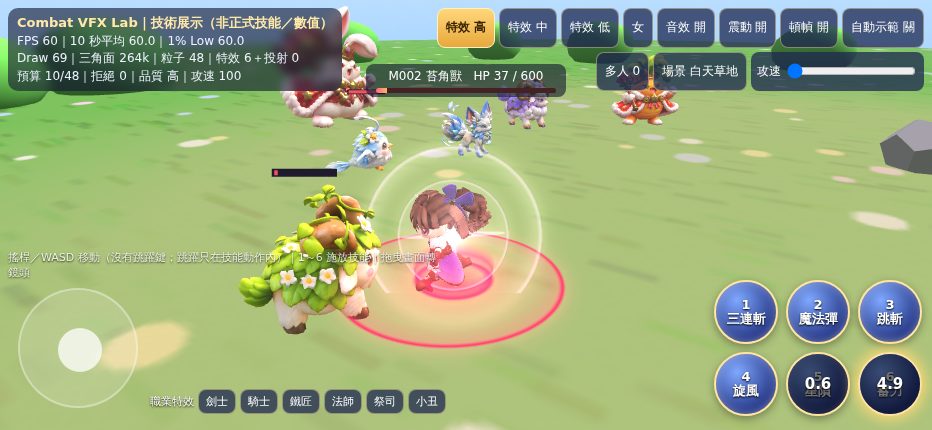 Combat VFX Lab｜技術展示（非正式技能／數值）
FPS 60｜10 秒平均 60.0｜1% Low 60.0
Draw 69｜三角面 264k｜粒子 48｜特效 6＋投射 0
預算 10/48｜拒絕 0｜品質 高｜攻速 100
特效 高
特效 中
特效 低
女
音效 開
震動 開
頓幀 開
自動示範 關
多人 0
場景 白天草地
攻速
M002 苔角獸 HP 37 / 600
搖桿／WASD 移動（沒有跳躍鍵；跳躍只在技能動作內）｜1～6 施放技能｜拖曳畫面轉
鏡頭
1
三連斬
2
魔法彈
3
跳斬
4
旋風
0.6
4.9
職業特效
劍士
騎士
鐵匠
法師
祭司
小丑